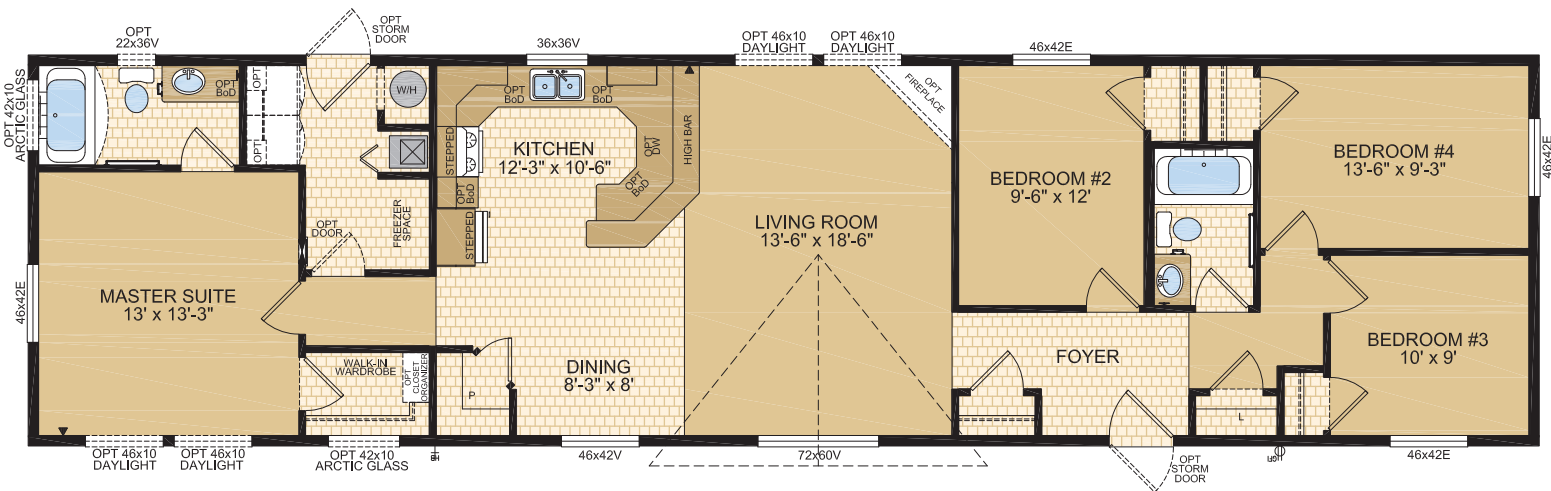 OPT
22x36V
OPT
STORM
DOOR
36x36V
OPT 46x10
DAYLIGHT
OPT 46x10
DAYLIGHT
46x42E
OPT 42x10
ARCTIC GLASS
OPT
BoD
OPT
OPT
W/H
OPT
BoD
OPT
BoD
OPT
FIREPLACE
STEPPED
KITCHEN
12'-3" x 10'-6"
OPT
DW
HIGH BAR
OPT
BoD
OPT
BoD
STEPPED
FREEZER
SPACE
OPT
DOOR
BEDROOM #2
9'-6" x 12'
BEDROOM #4
13'-6" x 9'-3"
46x42E
LIVING ROOM
13'-6" x 18'-6"
46x42E
MASTER SUITE
13' x 13'-3"
WALK-IN
WARDROBE
OPT
CLOSET
ORGANIZER
P
DINING
8'-3" x 8'
FOYER
BEDROOM #3
10' x 9'
L
OPT 46x10
DAYLIGHT
OPT 46x10
DAYLIGHT
OPT 42x10
ARCTIC GLASS
46x42V
72x60V
OPT
STORM
DOOR
46x42E